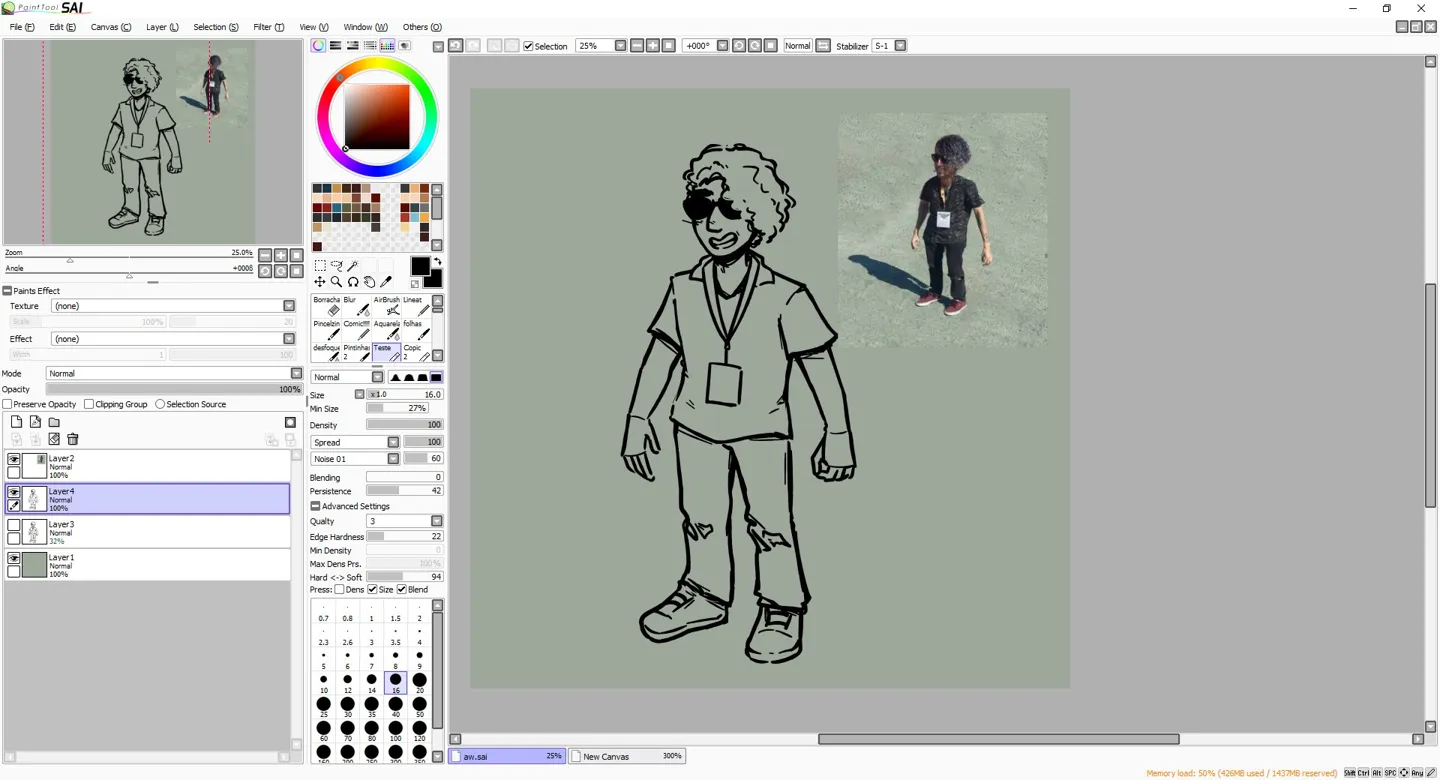 PaintTool SAI
File (F) Edit (E) Canvas (C) Layer (L) Selection (S) Filter (T) View (V) Window (W) Others (O)
Selection 25% +000° Normal Stabilizer S-1
Zoom 25.0%
Angle +0008
Paints Effect
Texture (none)
Scale 100% 20
Effect (none)
Width 1 100
Mode Normal
Opacity 100%
Preserve Opacity Clipping Group Selection Source
Layer2
Normal
100%
Layer4
Normal
100%
Layer3
Normal
32%
Layer1
Normal
100%
Borracha Blur AirBrush Lineat
Pincelzin Comic!!!! Aquarela folhas
desfoque Pintinhas 2 Teste Copic 2
Normal
Size x1.0 16.0
Min Size 27%
Density 100
Spread 100
Noise 01 60
Blending 0
Persistence 42
Advanced Settings
Quality 3
Edge Hardness 22
Min Density 0
Max Dens Prs. 100%
Hard <-> Soft 94
Press: Dens Size Blend
0.7 0.8 1 1.5 2
2.3 2.6 3 3.5 4
5 6 7 8 9
10 12 14 16 20
25 30 35 40 50
60 70 80 100 120
160 200 250 300 350
aw.sai 25% New Canvas 300%
Memory load: 50% (426MB used / 1437MB reserved) Shft Ctrl Alt SPC Any